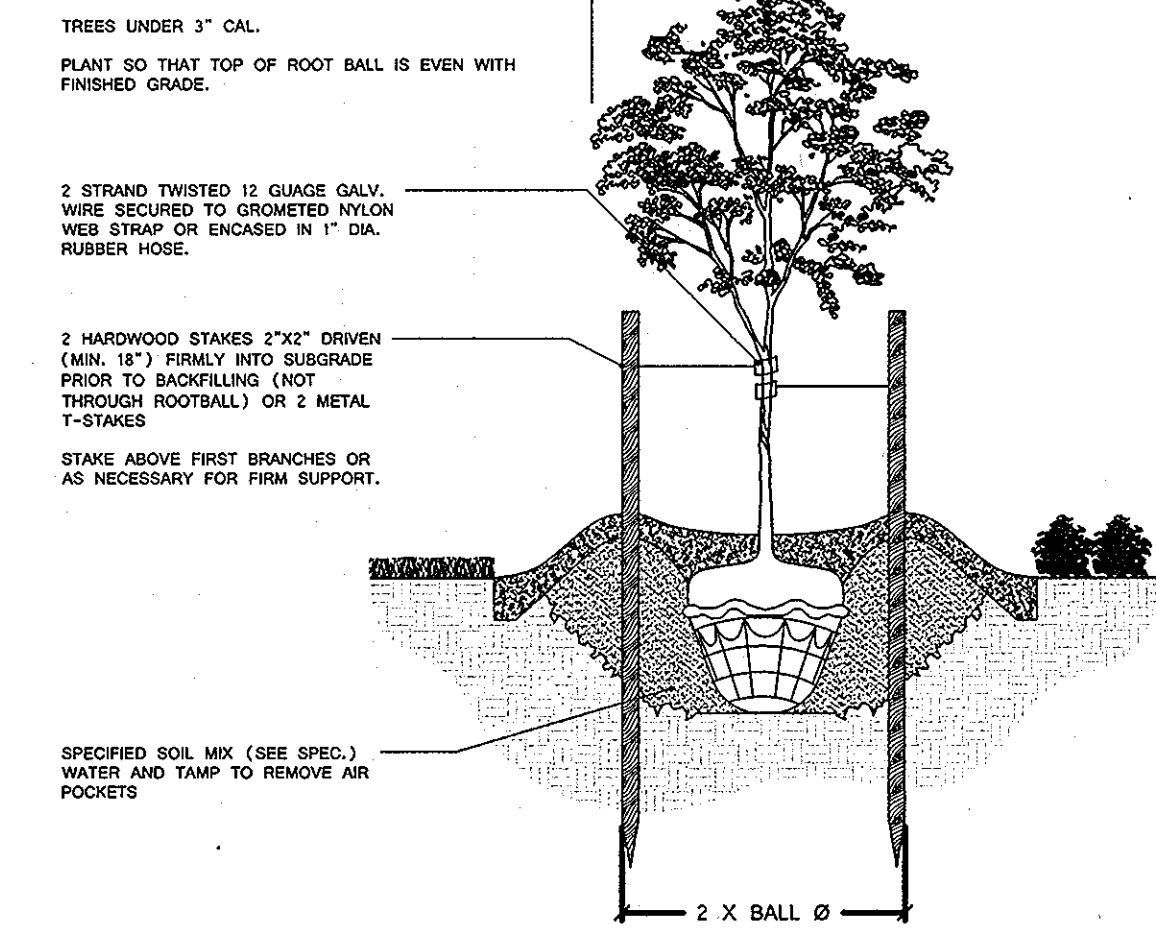 TREES UNDER 3" CAL.
PLANT SO THAT TOP OF ROOT BALL IS EVEN WITH
FINISHED GRADE.
2 STRAND TWISTED 12 GUAGE GALV.
WIRE SECURED TO GROMETED NYLON
WEB STRAP OR ENCASED IN 1" DIA.
RUBBER HOSE.
2 HARDWOOD STAKES 2"X2" DRIVEN
(MIN. 18") FIRMLY INTO SUBGRADE
PRIOR TO BACKFILLING (NOT
THROUGH ROOTBALL) OR 2 METAL
T-STAKES
STAKE ABOVE FIRST BRANCHES OR
AS NECESSARY FOR FIRM SUPPORT.
SPECIFIED SOIL MIX (SEE SPEC.)
WATER AND TAMP TO REMOVE AIR
POCKETS
2 X BALL Ø